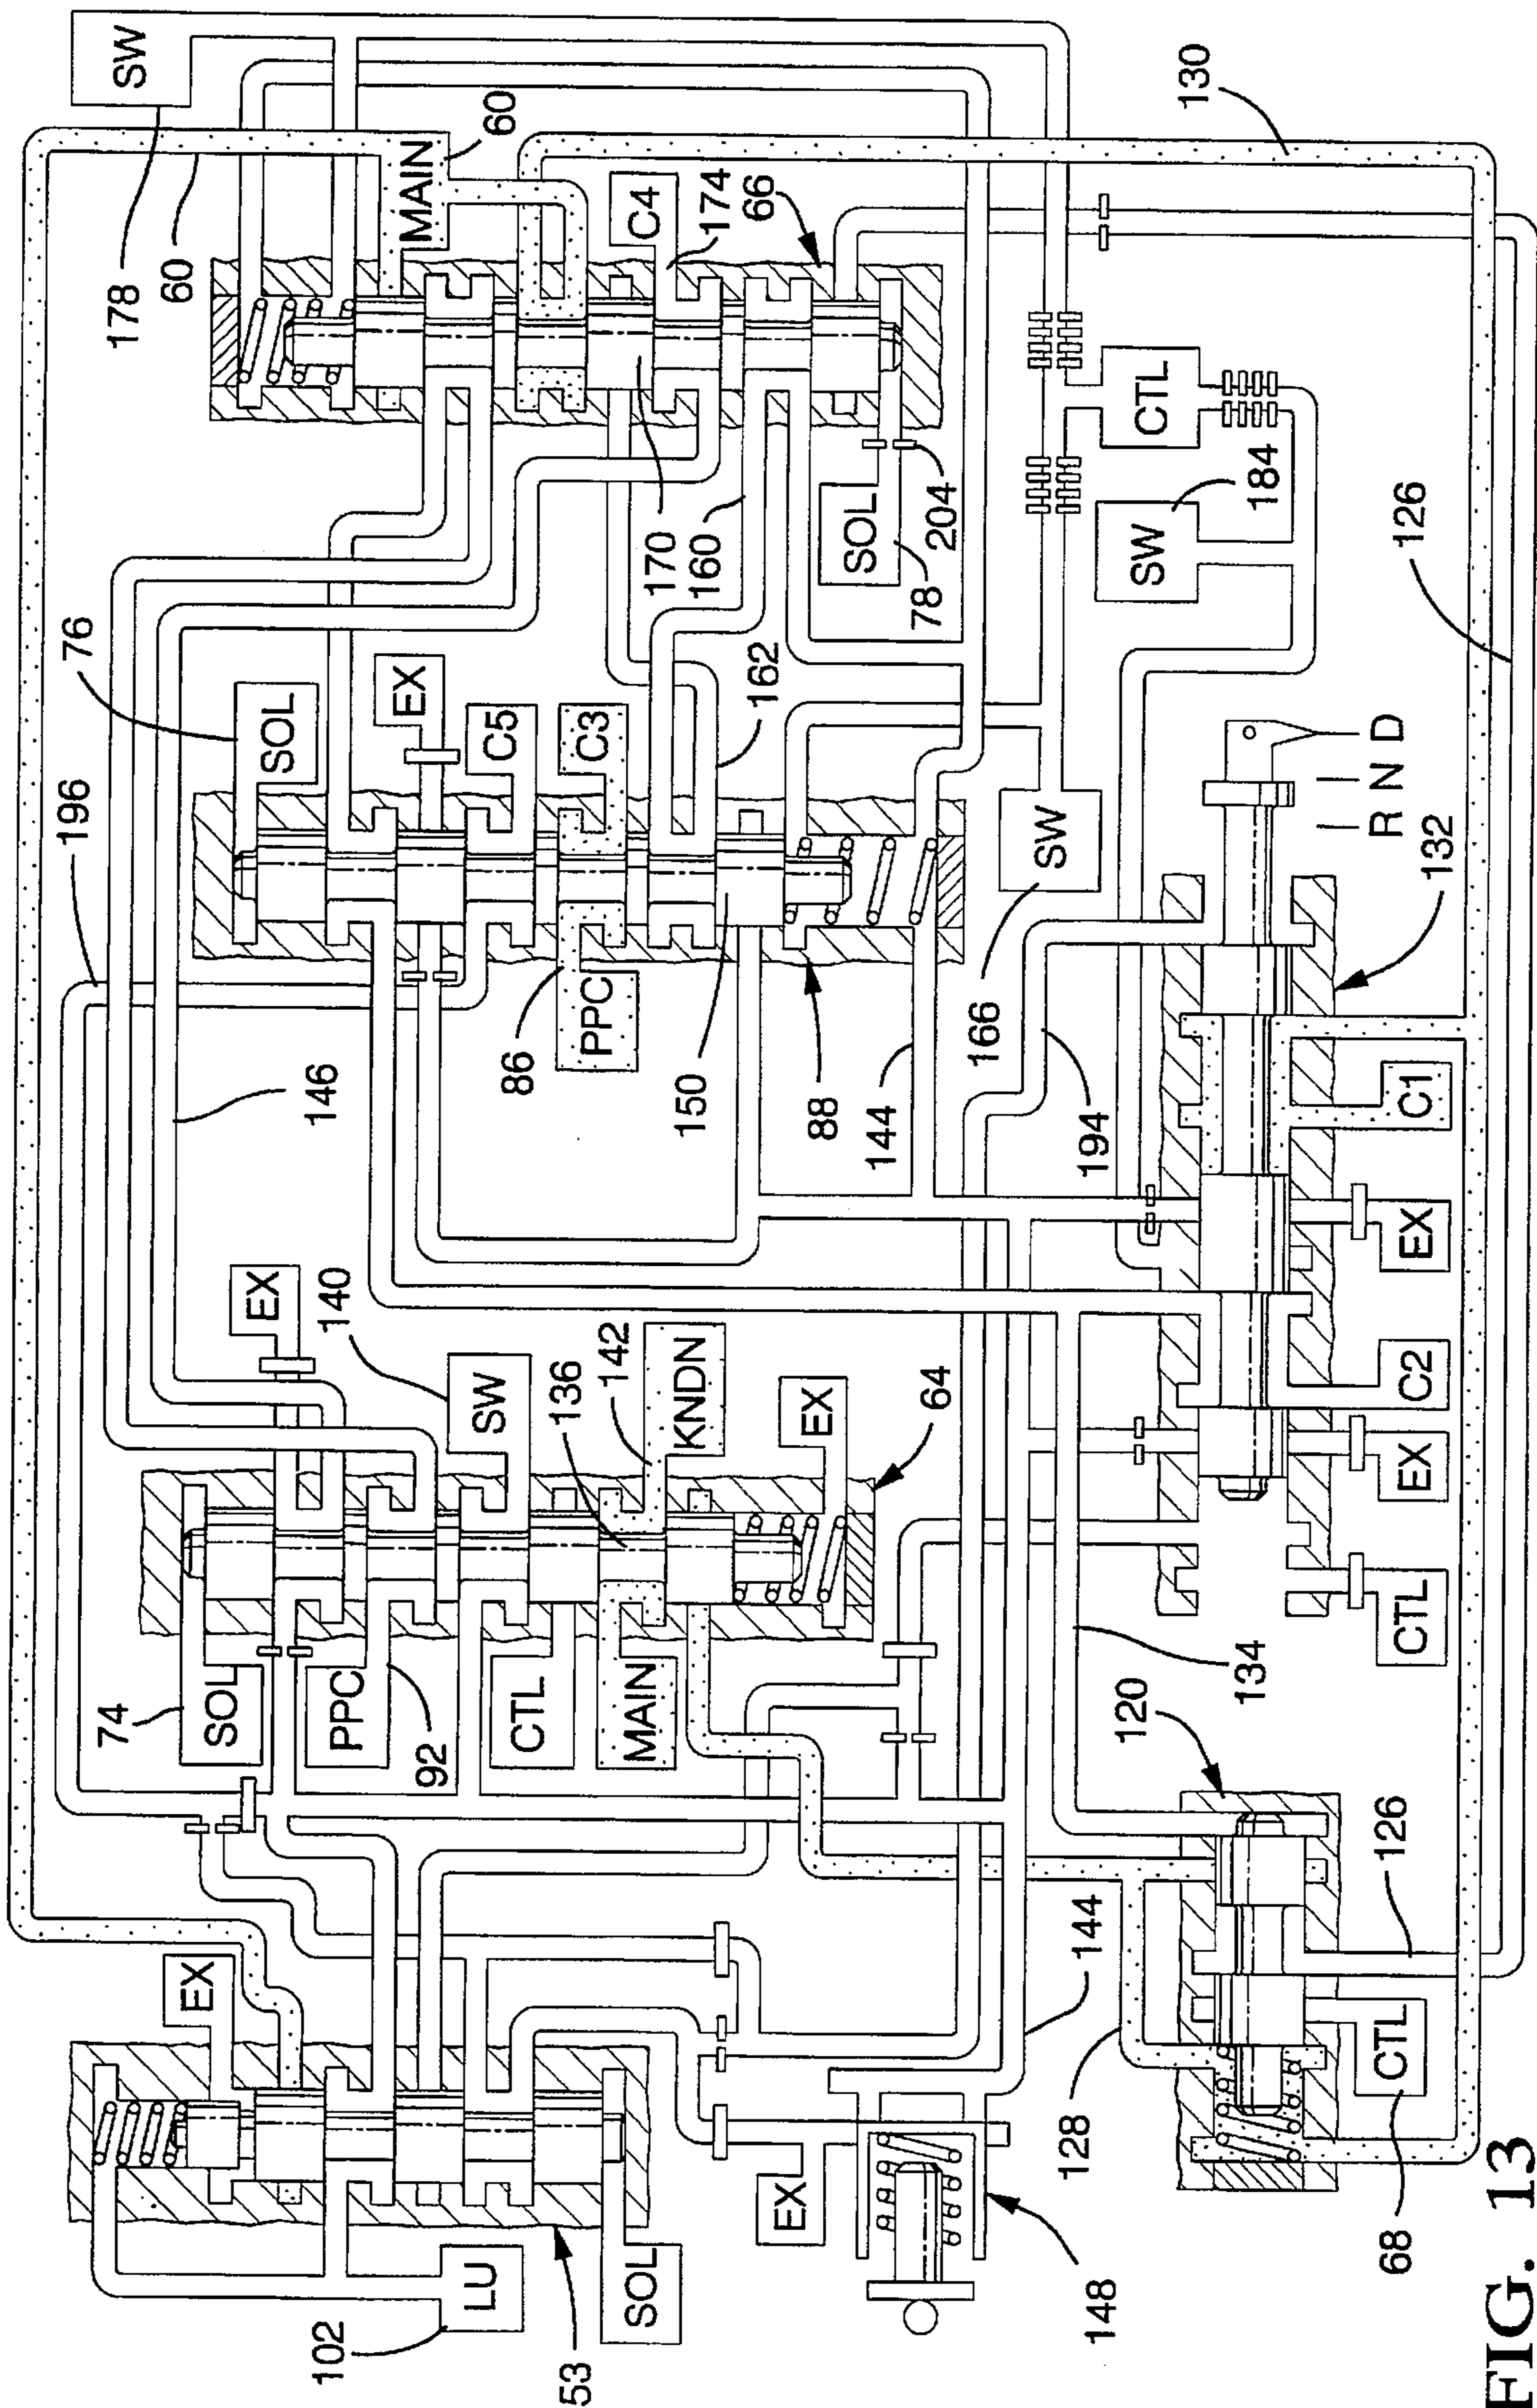 SW
178
60
MAIN
60
C4
174
66
130
76
SOL
EX
C5
C3
162
170
160
SOL
78
204
CTL
SW
184
126
196
146
86
PPC
150
88
144
166
SW
194
R N D
132
C1
EX
C2
EX
CTL
134
EX
140
SW
142
136
KNDN
EX
64
74
SOL
PPC
92
CTL
MAIN
120
126
EX
102
LU
53
SOL
EX
148
144
128
CTL
68
FIG. 13